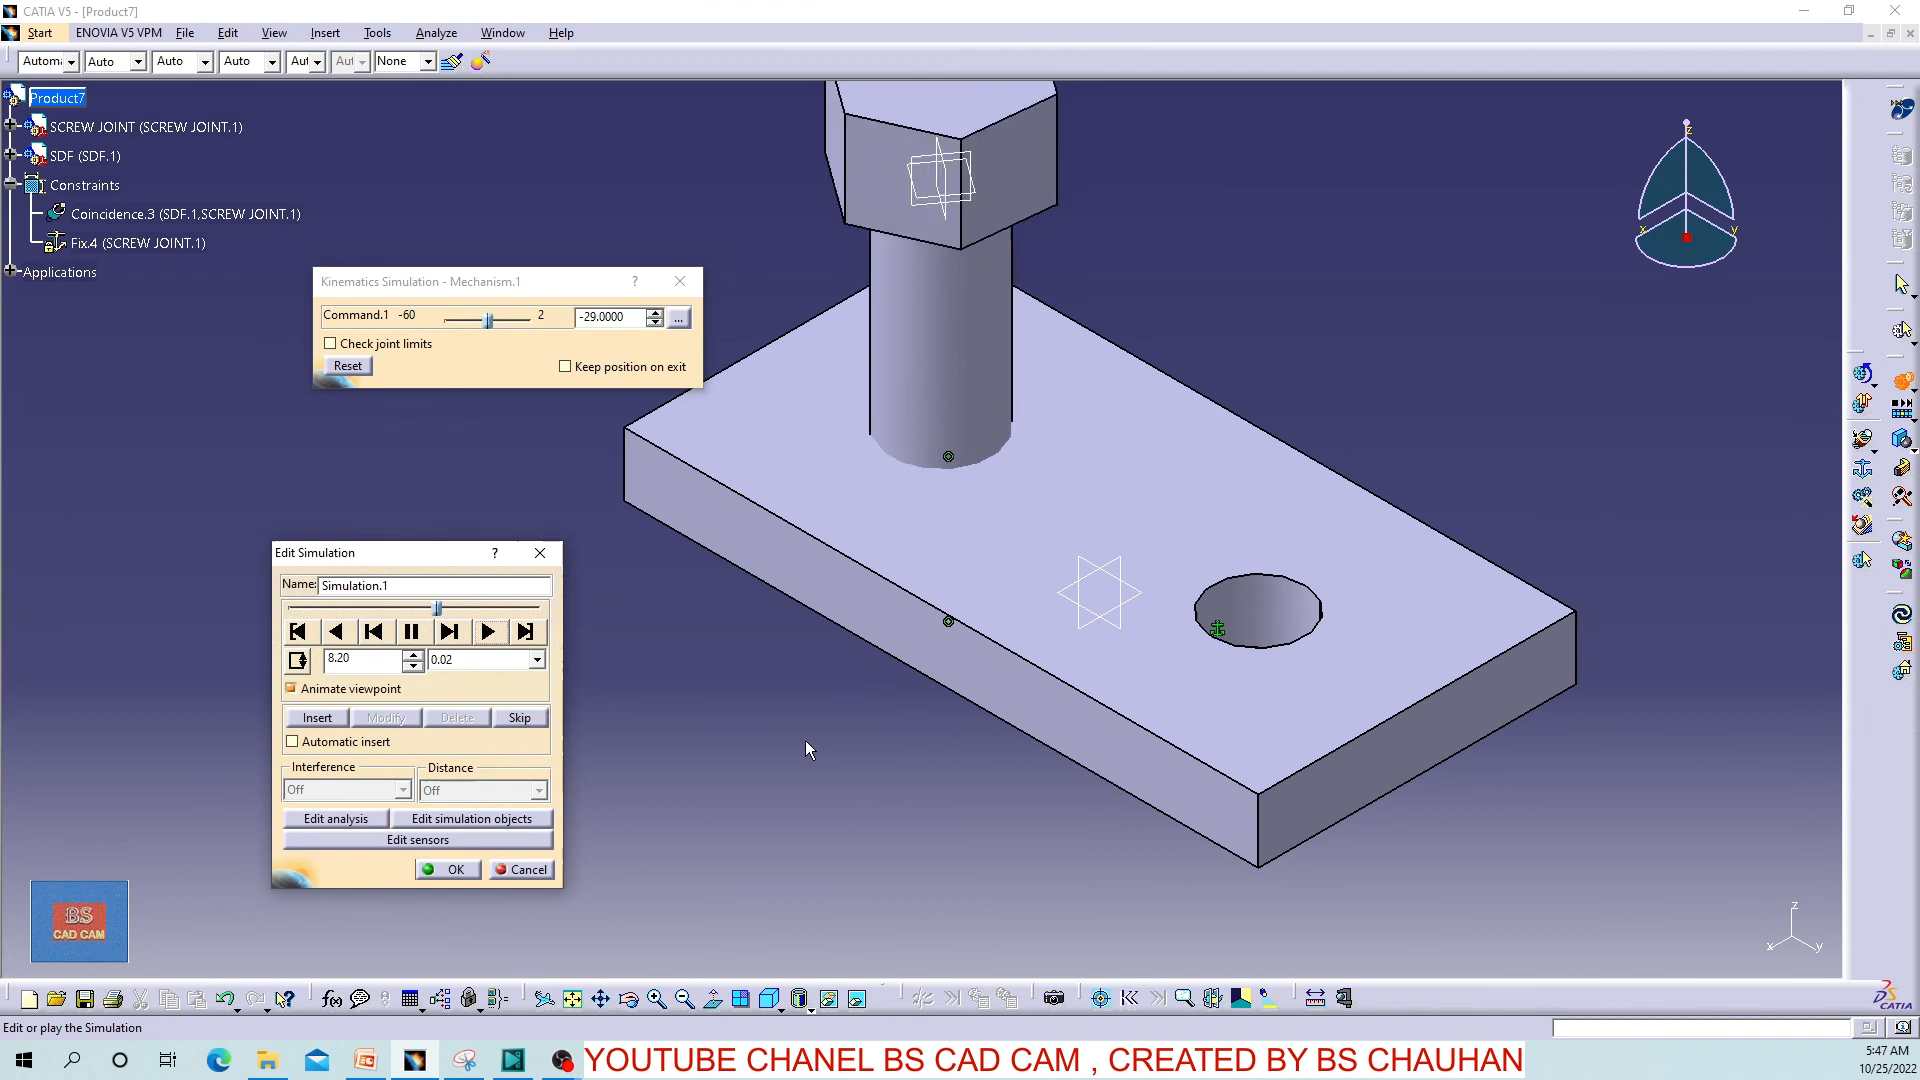 CATIA V5 - [Product7]
Start ENOVIA V5 VPM File Edit View Insert Tools Analyze Window Help
Auto Auto Auto Aut Aut None
Product7
SCREW JOINT (SCREW JOINT.1)
SDF (SDF.1)
Constraints
Coincidence.3 (SDF.1,SCREW JOINT.1)
Fix.4 (SCREW JOINT.1)
Applications
Kinematics Simulation - Mechanism.1 ?
Command.1 -60 2 -29.0000 ...
Check joint limits
Reset Keep position on exit
Edit Simulation ?
Name: Simulation.1
8.20 0.02
Animate viewpoint
Insert Modify Delete Skip
Automatic insert
Interference Distance
Off Off
Edit analysis Edit simulation objects
Edit sensors
OK Cancel
BS
CAD CAM
z
x y
z
x y
CATIA
Edit or play the Simulation
YOUTUBE CHANEL BS CAD CAM , CREATED BY BS CHAUHAN
5:47 AM
10/25/2022